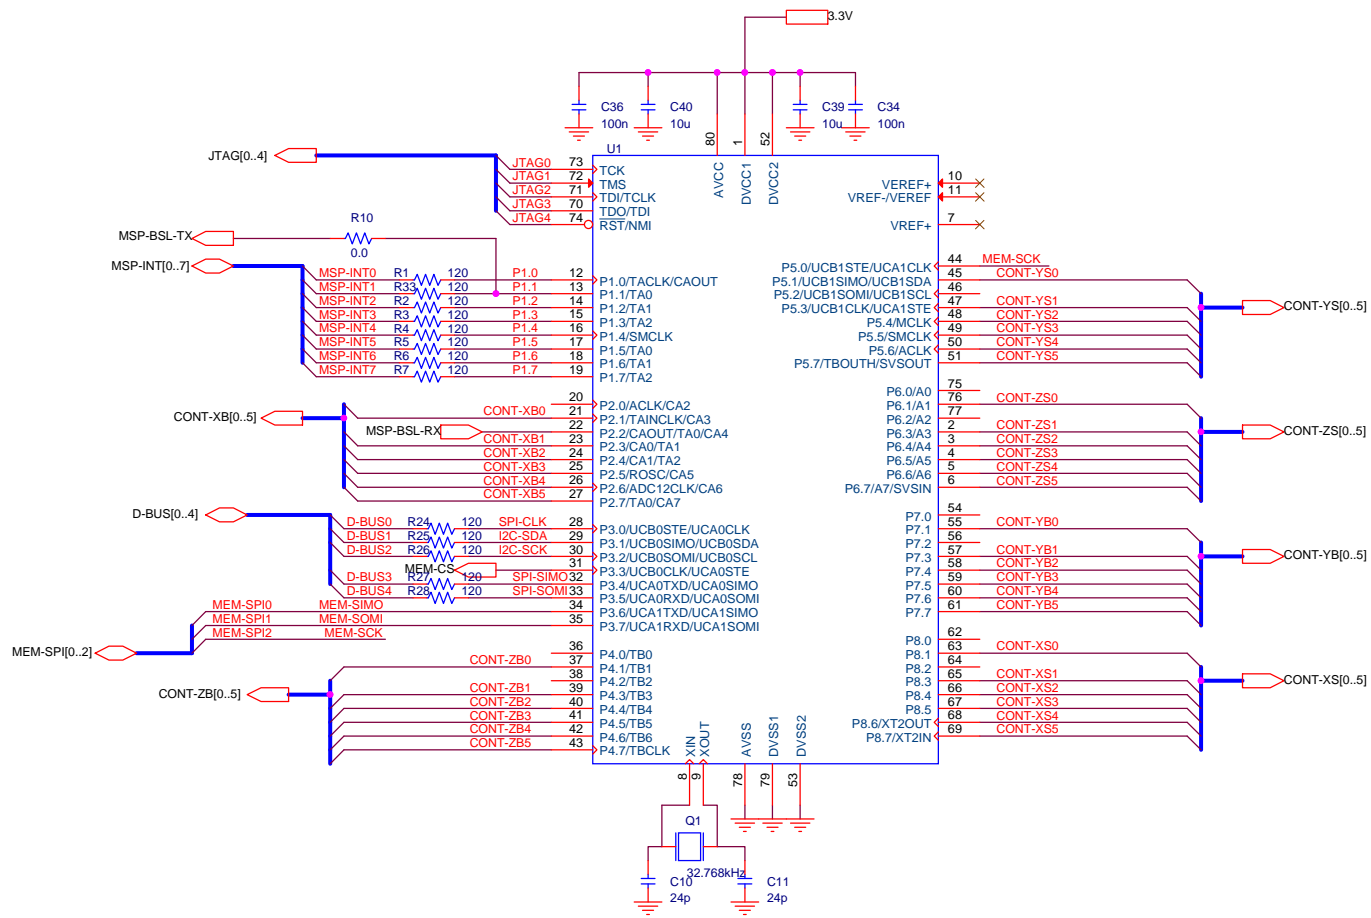 3.3V
C36
100n
C40
10u
C39
10u
C34
100n
80
1
52
U1
AVCC
DVCC1
DVCC2
JTAG[0..4]
JTAG0 73 TCK
JTAG1 72 TMS
JTAG2 71 TDI/TCLK
JTAG3 70 TDO/TDI
JTAG4 74 RST/NMI
MSP-BSL-TX
R10
0.0
MSP-INT[0..7]
MSP-INT0 R1 120 P1.0 12 P1.0/TACLK/CAOUT
MSP-INT1 R33 120 P1.1 13 P1.1/TA0
MSP-INT2 R2 120 P1.2 14 P1.2/TA1
MSP-INT3 R3 120 P1.3 15 P1.3/TA2
MSP-INT4 R4 120 P1.4 16 P1.4/SMCLK
MSP-INT5 R5 120 P1.5 17 P1.5/TA0
MSP-INT6 R6 120 P1.6 18 P1.6/TA1
MSP-INT7 R7 120 P1.7 19 P1.7/TA2
CONT-XB[0..5]
20 P2.0/ACLK/CA2
CONT-XB0 21 P2.1/TAINCLK/CA3
MSP-BSL-RX 22 P2.2/CAOUT/TA0/CA4
CONT-XB1 23 P2.3/CA0/TA1
CONT-XB2 24 P2.4/CA1/TA2
CONT-XB3 25 P2.5/ROSC/CA5
CONT-XB4 26 P2.6/ADC12CLK/CA6
CONT-XB5 27 P2.7/TA0/CA7
D-BUS[0..4]
D-BUS0 R24 120 SPI-CLK 28 P3.0/UCB0STE/UCA0CLK
D-BUS1 R25 120 I2C-SDA 29 P3.1/UCB0SIMO/UCB0SDA
D-BUS2 R26 120 I2C-SCK 30 P3.2/UCB0SOMI/UCB0SCL
MEM-CS 31 P3.3/UCB0CLK/UCA0STE
D-BUS3 R27 120 SPI-SIMO 32 P3.4/UCA0TXD/UCA0SIMO
D-BUS4 R28 120 SPI-SOMI 33 P3.5/UCA0RXD/UCA0SOMI
MEM-SPI0 MEM-SIMO 34 P3.6/UCA1TXD/UCA1SIMO
MEM-SPI1 MEM-SOMI 35 P3.7/UCA1RXD/UCA1SOMI
MEM-SPI2 MEM-SCK
MEM-SPI[0..2]
36 P4.0/TB0
CONT-ZB0 37 P4.1/TB1
38 P4.2/TB2
CONT-ZB1 39 P4.3/TB3
CONT-ZB2 40 P4.4/TB4
CONT-ZB3 41 P4.5/TB5
CONT-ZB4 42 P4.6/TB6
CONT-ZB5 43 P4.7/TBCLK
CONT-ZB[0..5]
VEREF+ 10
VREF-/VEREF 11
VREF+ 7
P5.0/UCB1STE/UCA1CLK 44 MEM-SCK
P5.1/UCB1SIMO/UCB1SDA 45 CONT-YS0
P5.2/UCB1SOMI/UCB1SCL 46
P5.3/UCB1CLK/UCA1STE 47 CONT-YS1
P5.4/MCLK 48 CONT-YS2
P5.5/SMCLK 49 CONT-YS3
P5.6/ACLK 50 CONT-YS4
P5.7/TBOUTH/SVSOUT 51 CONT-YS5
CONT-YS[0..5]
P6.0/A0 75
P6.1/A1 76 CONT-ZS0
P6.2/A2 77
P6.3/A3 2 CONT-ZS1
P6.4/A4 3 CONT-ZS2
P6.5/A5 4 CONT-ZS3
P6.6/A6 5 CONT-ZS4
P6.7/A7/SVSIN 6 CONT-ZS5
CONT-ZS[0..5]
P7.0 54
P7.1 55 CONT-YB0
P7.2 56
P7.3 57 CONT-YB1
P7.4 58 CONT-YB2
P7.5 59 CONT-YB3
P7.6 60 CONT-YB4
P7.7 61 CONT-YB5
CONT-YB[0..5]
P8.0 62
P8.1 63 CONT-XS0
P8.2 64
P8.3 65 CONT-XS1
P8.4 66 CONT-XS2
P8.5 67 CONT-XS3
P8.6/XT2OUT 68 CONT-XS4
P8.7/XT2IN 69 CONT-XS5
CONT-XS[0..5]
XIN
XOUT
AVSS
DVSS1
DVSS2
8
9
78
79
53
Q1
32.768kHz
C10
24p
C11
24p